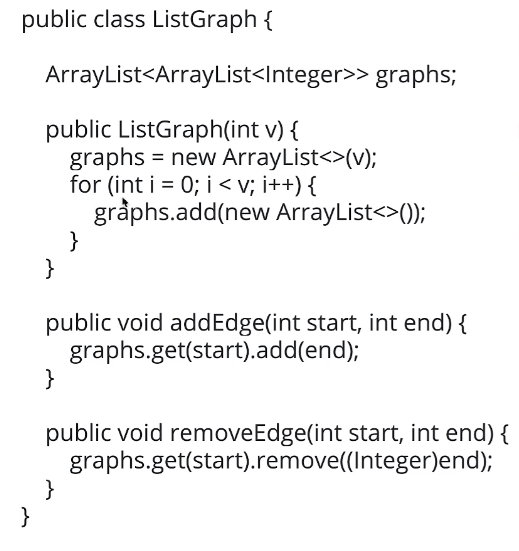 public class ListGraph {
ArrayList<ArrayList<Integer>> graphs;
public ListGraph(int v) {
graphs = new ArrayList<>(v);
for (int i = 0; i < v; i++) {
graphs.add(new ArrayList<>());
}
}
public void addEdge(int start, int end) {
graphs.get(start).add(end);
}
public void removeEdge(int start, int end) {
graphs.get(start).remove((Integer)end);
}
}